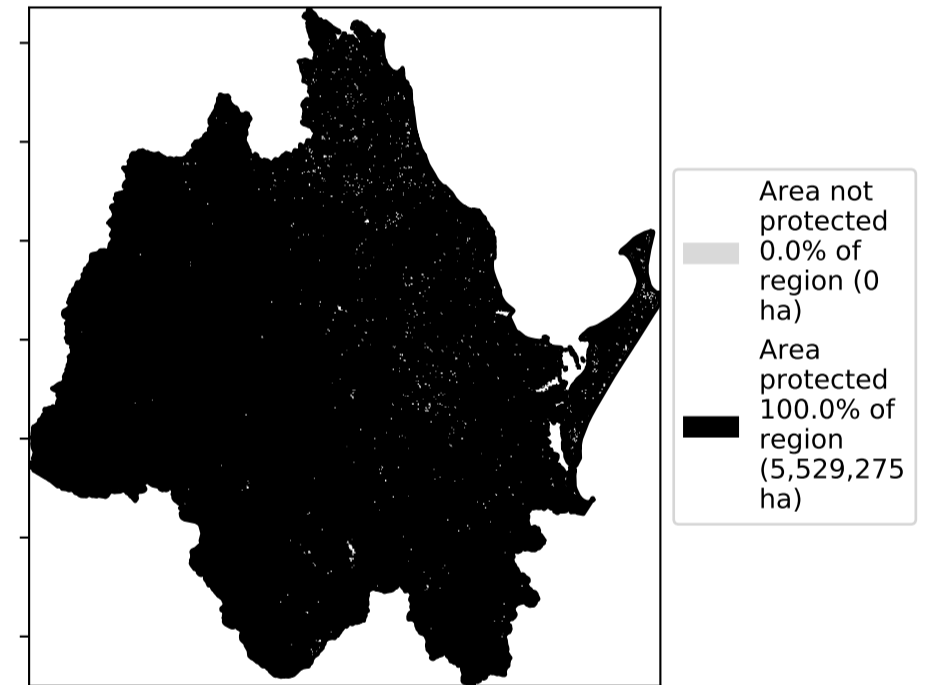 Area not
protected
0.0% of
region (0
ha)
Area
protected
100.0% of
region
(5,529,275
ha)